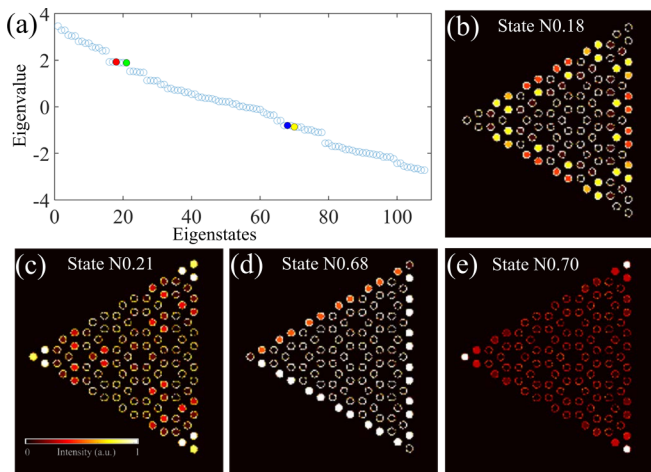 (a)
4
2
0
-2
-4
Eigenvalue
0 20 40 60 80 100
Eigenstates
(b) State N0.18
(c) State N0.21
0 1
Intensity (a.u.)
(d) State N0.68
(e) State N0.70